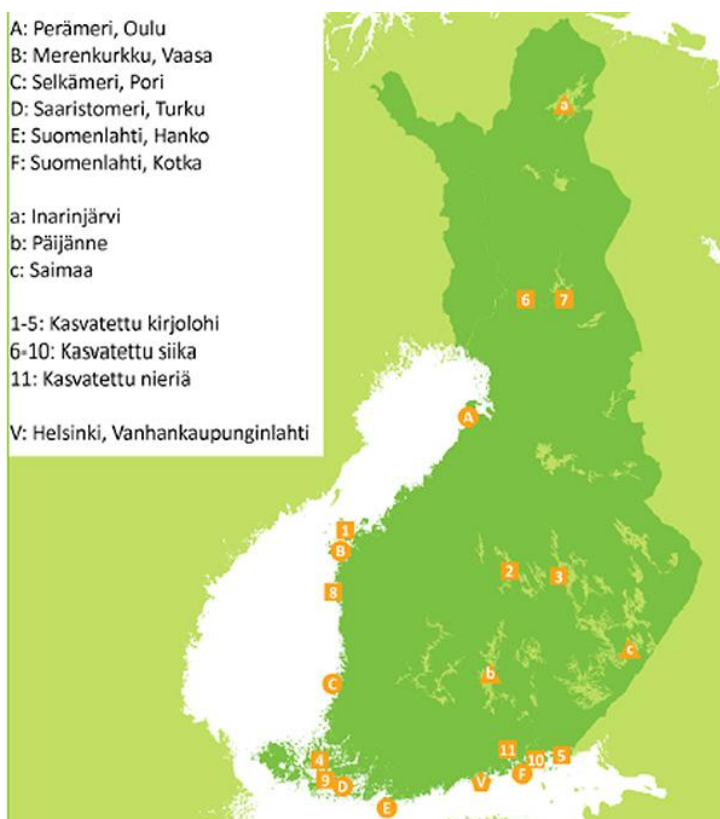 A: Perämeri, Oulu
B: Merenkurkku, Vaasa
C: Selkämeri, Pori
D: Saaristomeri, Turku
E: Suomenlahti, Hanko
F: Suomenlahti, Kotka
a: Inarinjärvi
b: Päijänne
c: Saimaa
1-5: Kasvatettu kirjolohi
6-10: Kasvatettu siika
11: Kasvatettu nieriä
V: Helsinki, Vanhankaupunginlahti
a
6 7
A
1
B
2 3
8
c
b
C
11
4 10 5
9 D V F
E